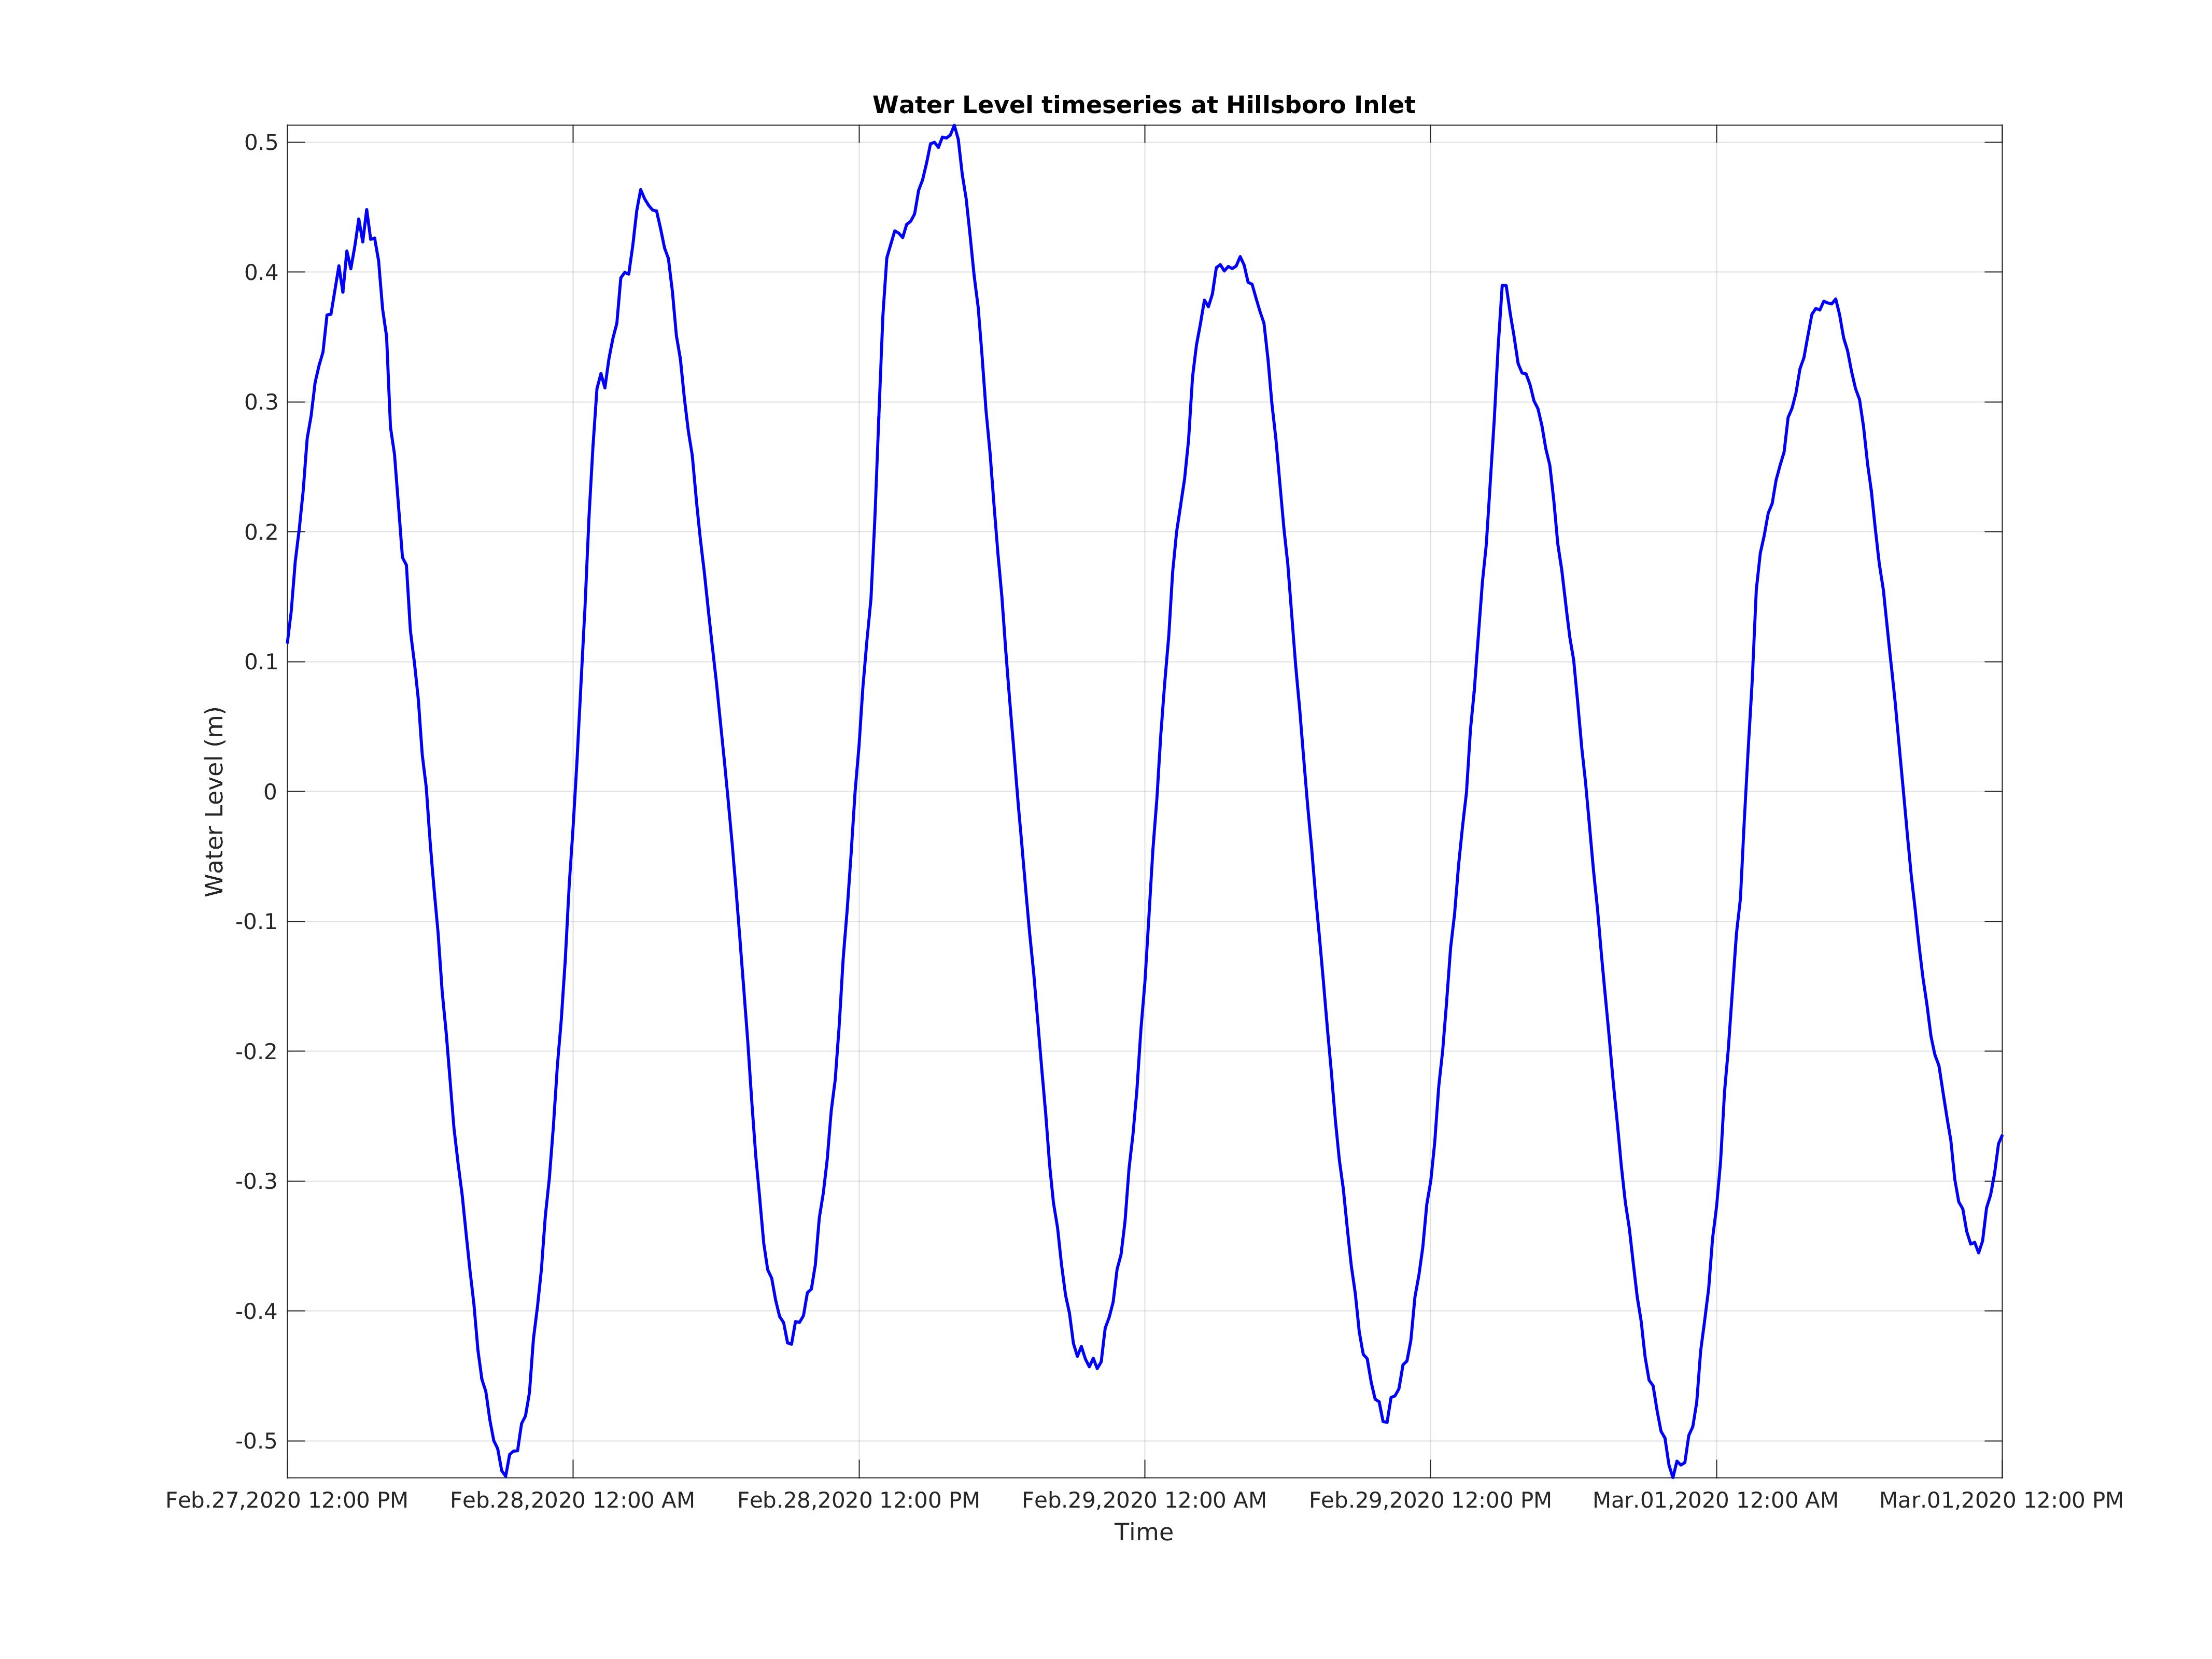 Water Level timeseries at Hillsboro Inlet
0.5
0.4
0.3
0.2
0.1
0
-0.1
-0.2
-0.3
-0.4
-0.5
Water Level (m)
Feb.27,2020 12:00 PM Feb.28,2020 12:00 AM Feb.28,2020 12:00 PM Feb.29,2020 12:00 AM Feb.29,2020 12:00 PM Mar.01,2020 12:00 AM Mar.01,2020 12:00 PM
Time